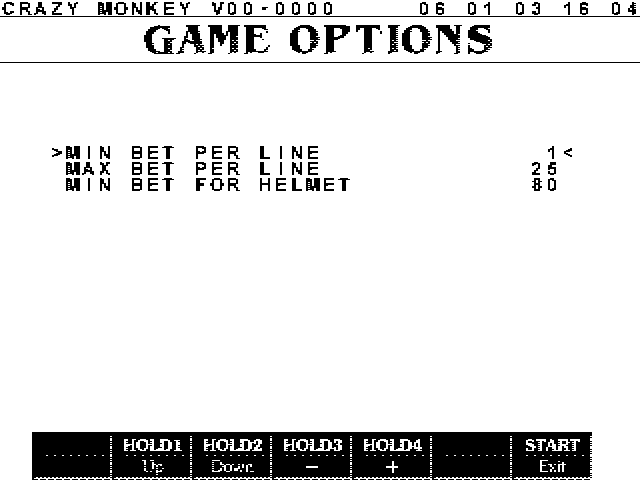 CRAZY MONKEY V00-0000 06 01 03 16 04
GAME OPTIONS
>MIN BET PER LINE 1<
MAX BET PER LINE 25
MIN BET FOR HELMET 80
HOLD1 HOLD2 HOLD3 HOLD4 START
Up Down - + Exit